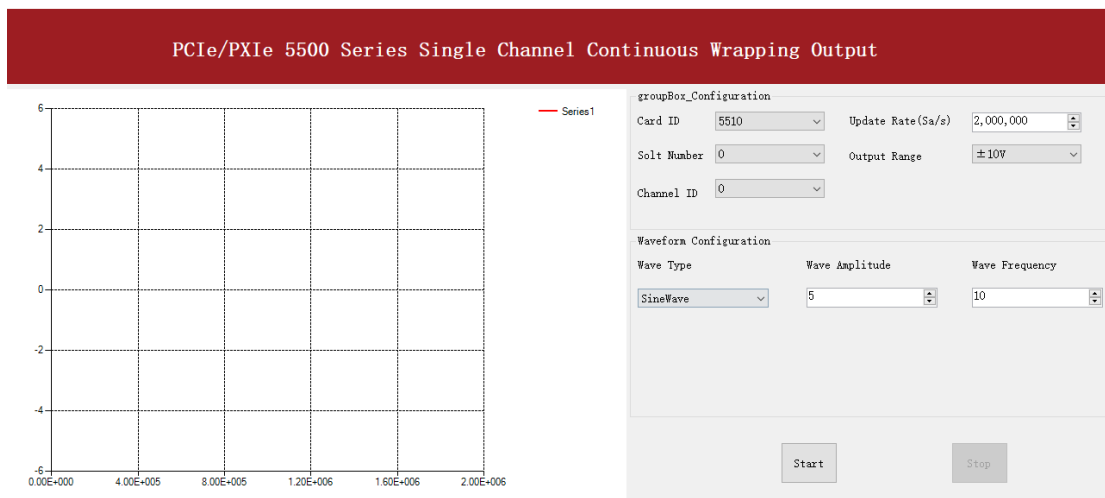 PCIe/PXIe 5500 Series Single Channel Continuous Wrapping Output
6
4
2
0
-2
-4
-6
0.00E+000 4.00E+005 8.00E+005 1.20E+006 1.60E+006 2.00E+006
Series1
groupBox_Configuration
Card ID 5510 Update Rate(Sa/s) 2,000,000
Solt Number 0 Output Range ±10V
Channel ID 0
Waveform Configuration
Wave Type Wave Amplitude Wave Frequency
SineWave 5 10
Start Stop